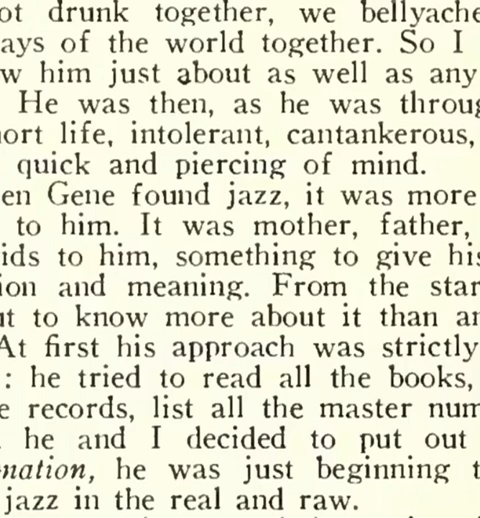 ot drunk together, we bellyache
ays of the world together. So I
w him just about as well as any
He was then, as he was throug
ort life, intolerant, cantankerous,
quick and piercing of mind.
en Gene found jazz, it was more
to him. It was mother, father,
ids to him, something to give his
ion and meaning. From the star
ut to know more about it than an
At first his approach was strictly
: he tried to read all the books,
e records, list all the master num
he and I decided to put out
nation, he was just beginning t
jazz in the real and raw.